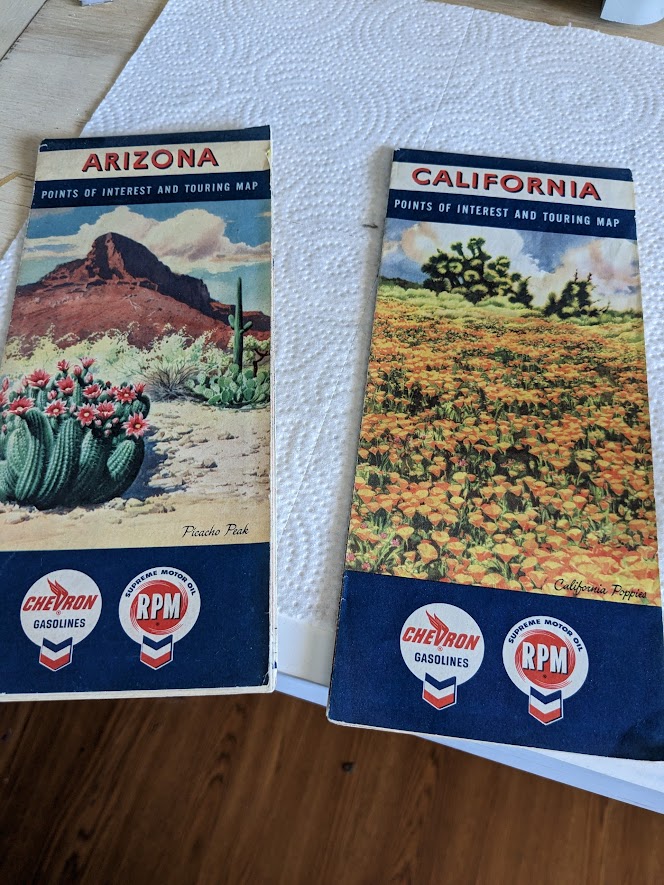 ARIZONA
POINTS OF INTEREST AND TOURING MAP
Picacho Peak
CHEVRON
®
GASOLINES
SUPREME MOTOR OIL
RPM
CALIFORNIA
POINTS OF INTEREST AND TOURING MAP
California Poppies
CHEVRON
®
GASOLINES
SUPREME MOTOR OIL
RPM